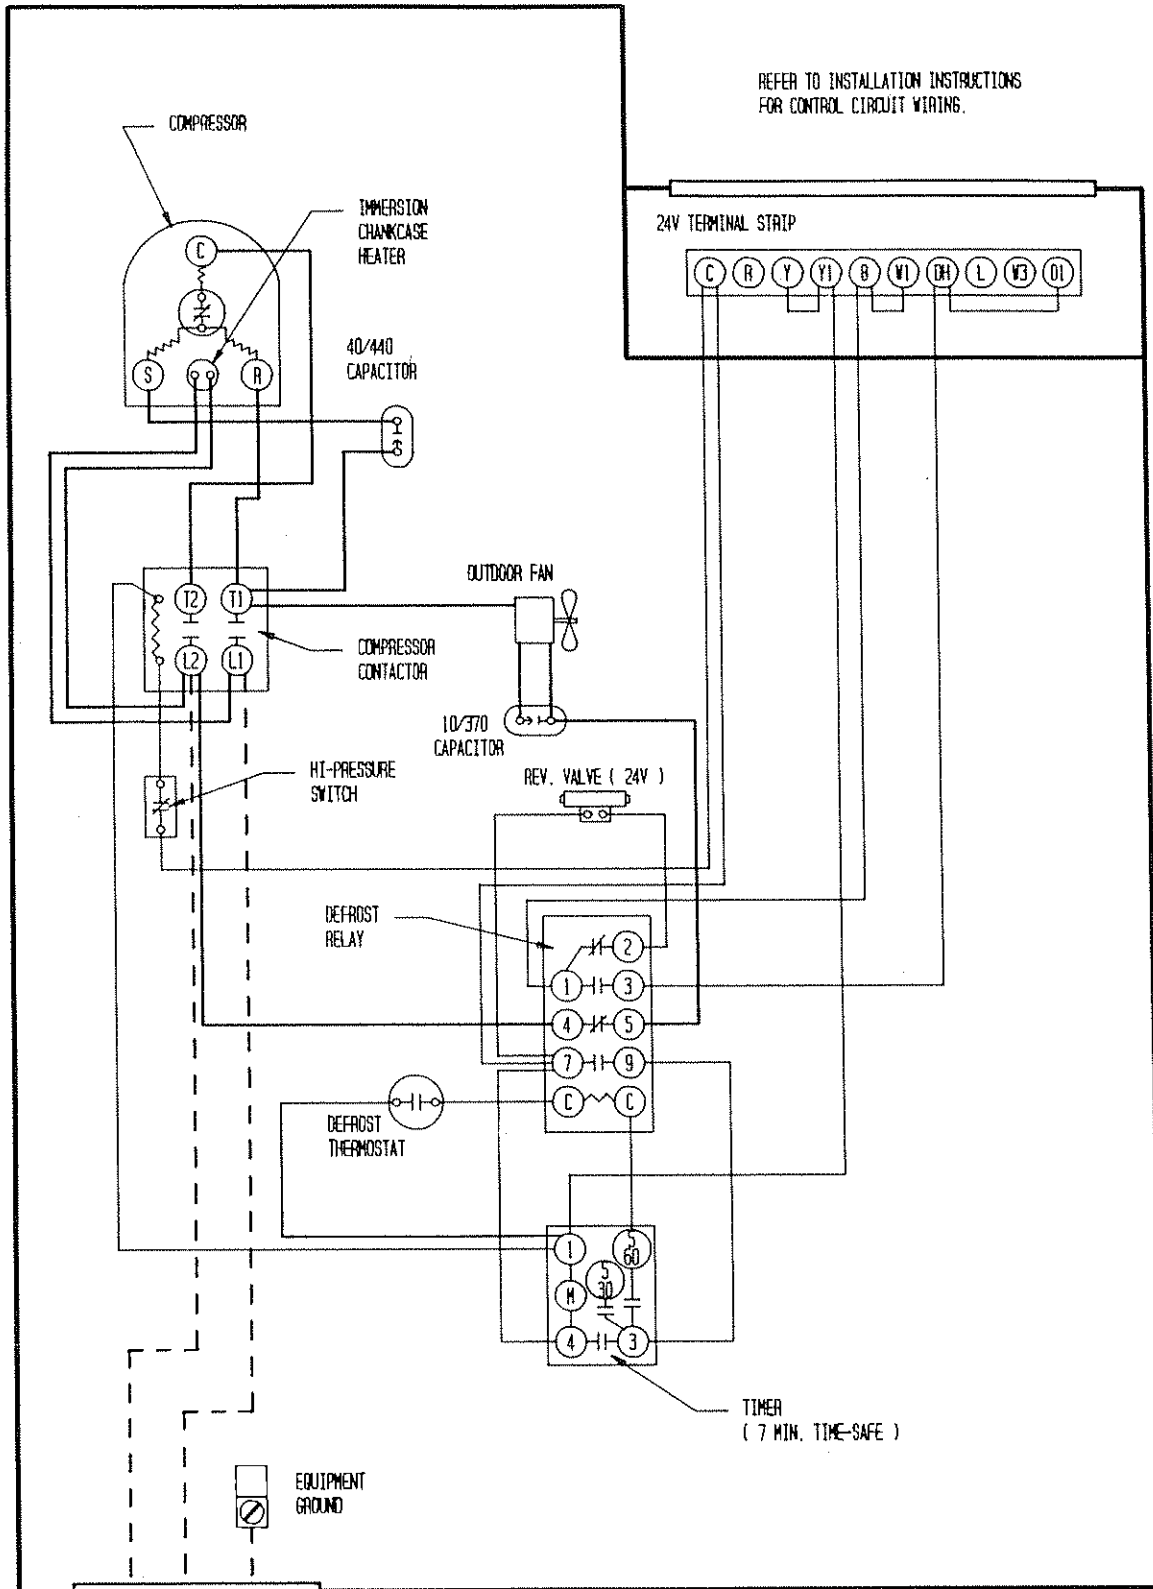 REFER TO INSTALLATION INSTRUCTIONS
FOR CONTROL CIRCUIT WIRING.
COMPRESSOR
IMMERSION
CHANKCASE
HEATER
24V TERMINAL STRIP
C R Y Y1 B W1 DH L W3 O1
C
S R
40/440
CAPACITOR
T2 T1
L2 L1
COMPRESSOR
CONTACTOR
OUTDOOR FAN
10/370
CAPACITOR
HI-PRESSURE
SWITCH
REV. VALVE ( 24V )
DEFROST
RELAY
2
1 3
4 5
7 9
C C
DEFROST
THERMOSTAT
1 5 60
5 30
M
4 3
TIMER
( 7 MIN. TIME-SAFE )
EQUIPMENT
GROUND